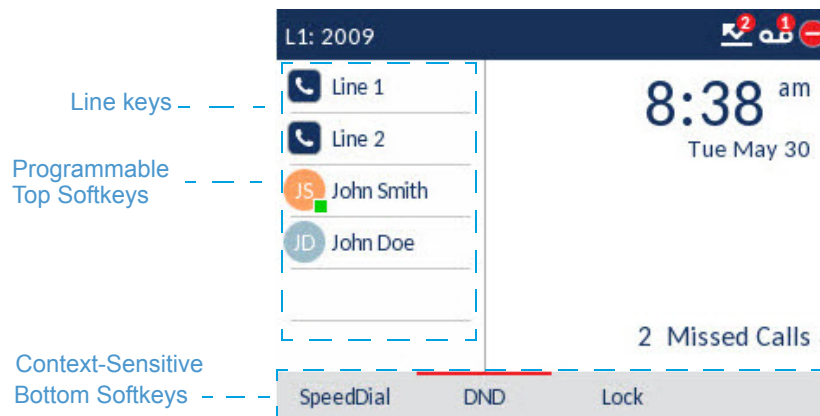 L1: 2009
2
1
Line keys
Programmable
Top Softkeys
Line 1
Line 2
JS John Smith
JD John Doe
8:38 am
Tue May 30
2 Missed Calls
Context-Sensitive
Bottom Softkeys
SpeedDial DND Lock